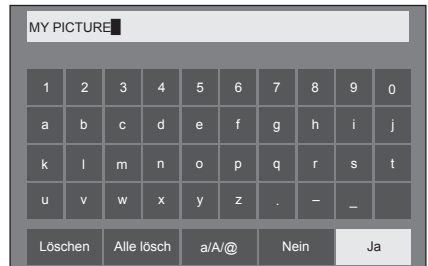 MY PICTURE
1 2 3 4 5 6 7 8 9 0
a b c d e f g h i j
k l m n o p q r s t
u v w x y z . – _
Löschen Alle lösch a/A/@ Nein Ja